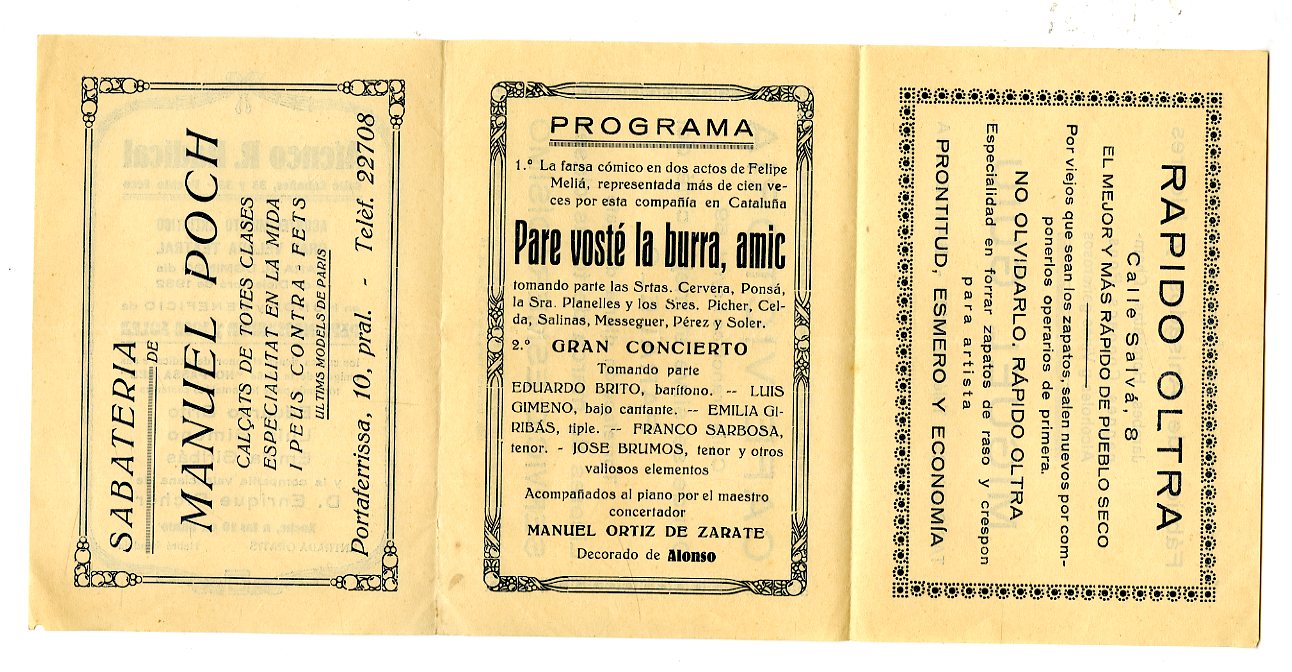 SABATERIA
DE
MANUEL POCH
CALÇATS DE TOTES CLASES
ESPECIALITAT EN LA MIDA
I PEUS CONTRAFETS
ULTIMS MODELS DE PARIS
Portaferrissa, 10, pral. - Telèf. 22708
PROGRAMA
1.º La farsa cómico en dos actos de Felipe
Meliá, representada más de cien ve-
ces por esta compañía en Cataluña
Pare vosté la burra, amic
tomando parte las Srtas. Cervera, Ponsá,
la Sra. Planelles y los Sres. Picher, Cel-
da, Salinas, Messeguer, Pérez y Soler.
2.º GRAN CONCIERTO
Tomando parte
EDUARDO BRITO, barítono. -- LUIS
GIMENO, bajo cantante. -- EMILIA GI-
RIBÁS, tiple. -- FRANCO SARBOSA,
tenor. - JOSE BRUMOS, tenor y otros
valiosos elementos
Acompañados al piano por el maestro
concertador
MANUEL ORTIZ DE ZARATE
Decorado de Alonso
RAPIDO OLTRA
Calle Salvá, 8
EL MEJOR Y MÁS RÁPIDO DE PUEBLO SECO
Por viejos que sean los zapatos, salen nuevos por com-
ponerlos operarios de primera.
NO OLVIDARLO, RÁPIDO OLTRA
Especialidad en forrar zapatos de raso y crespon
para artista
PRONTITUD, ESMERO Y ECONOMÍA